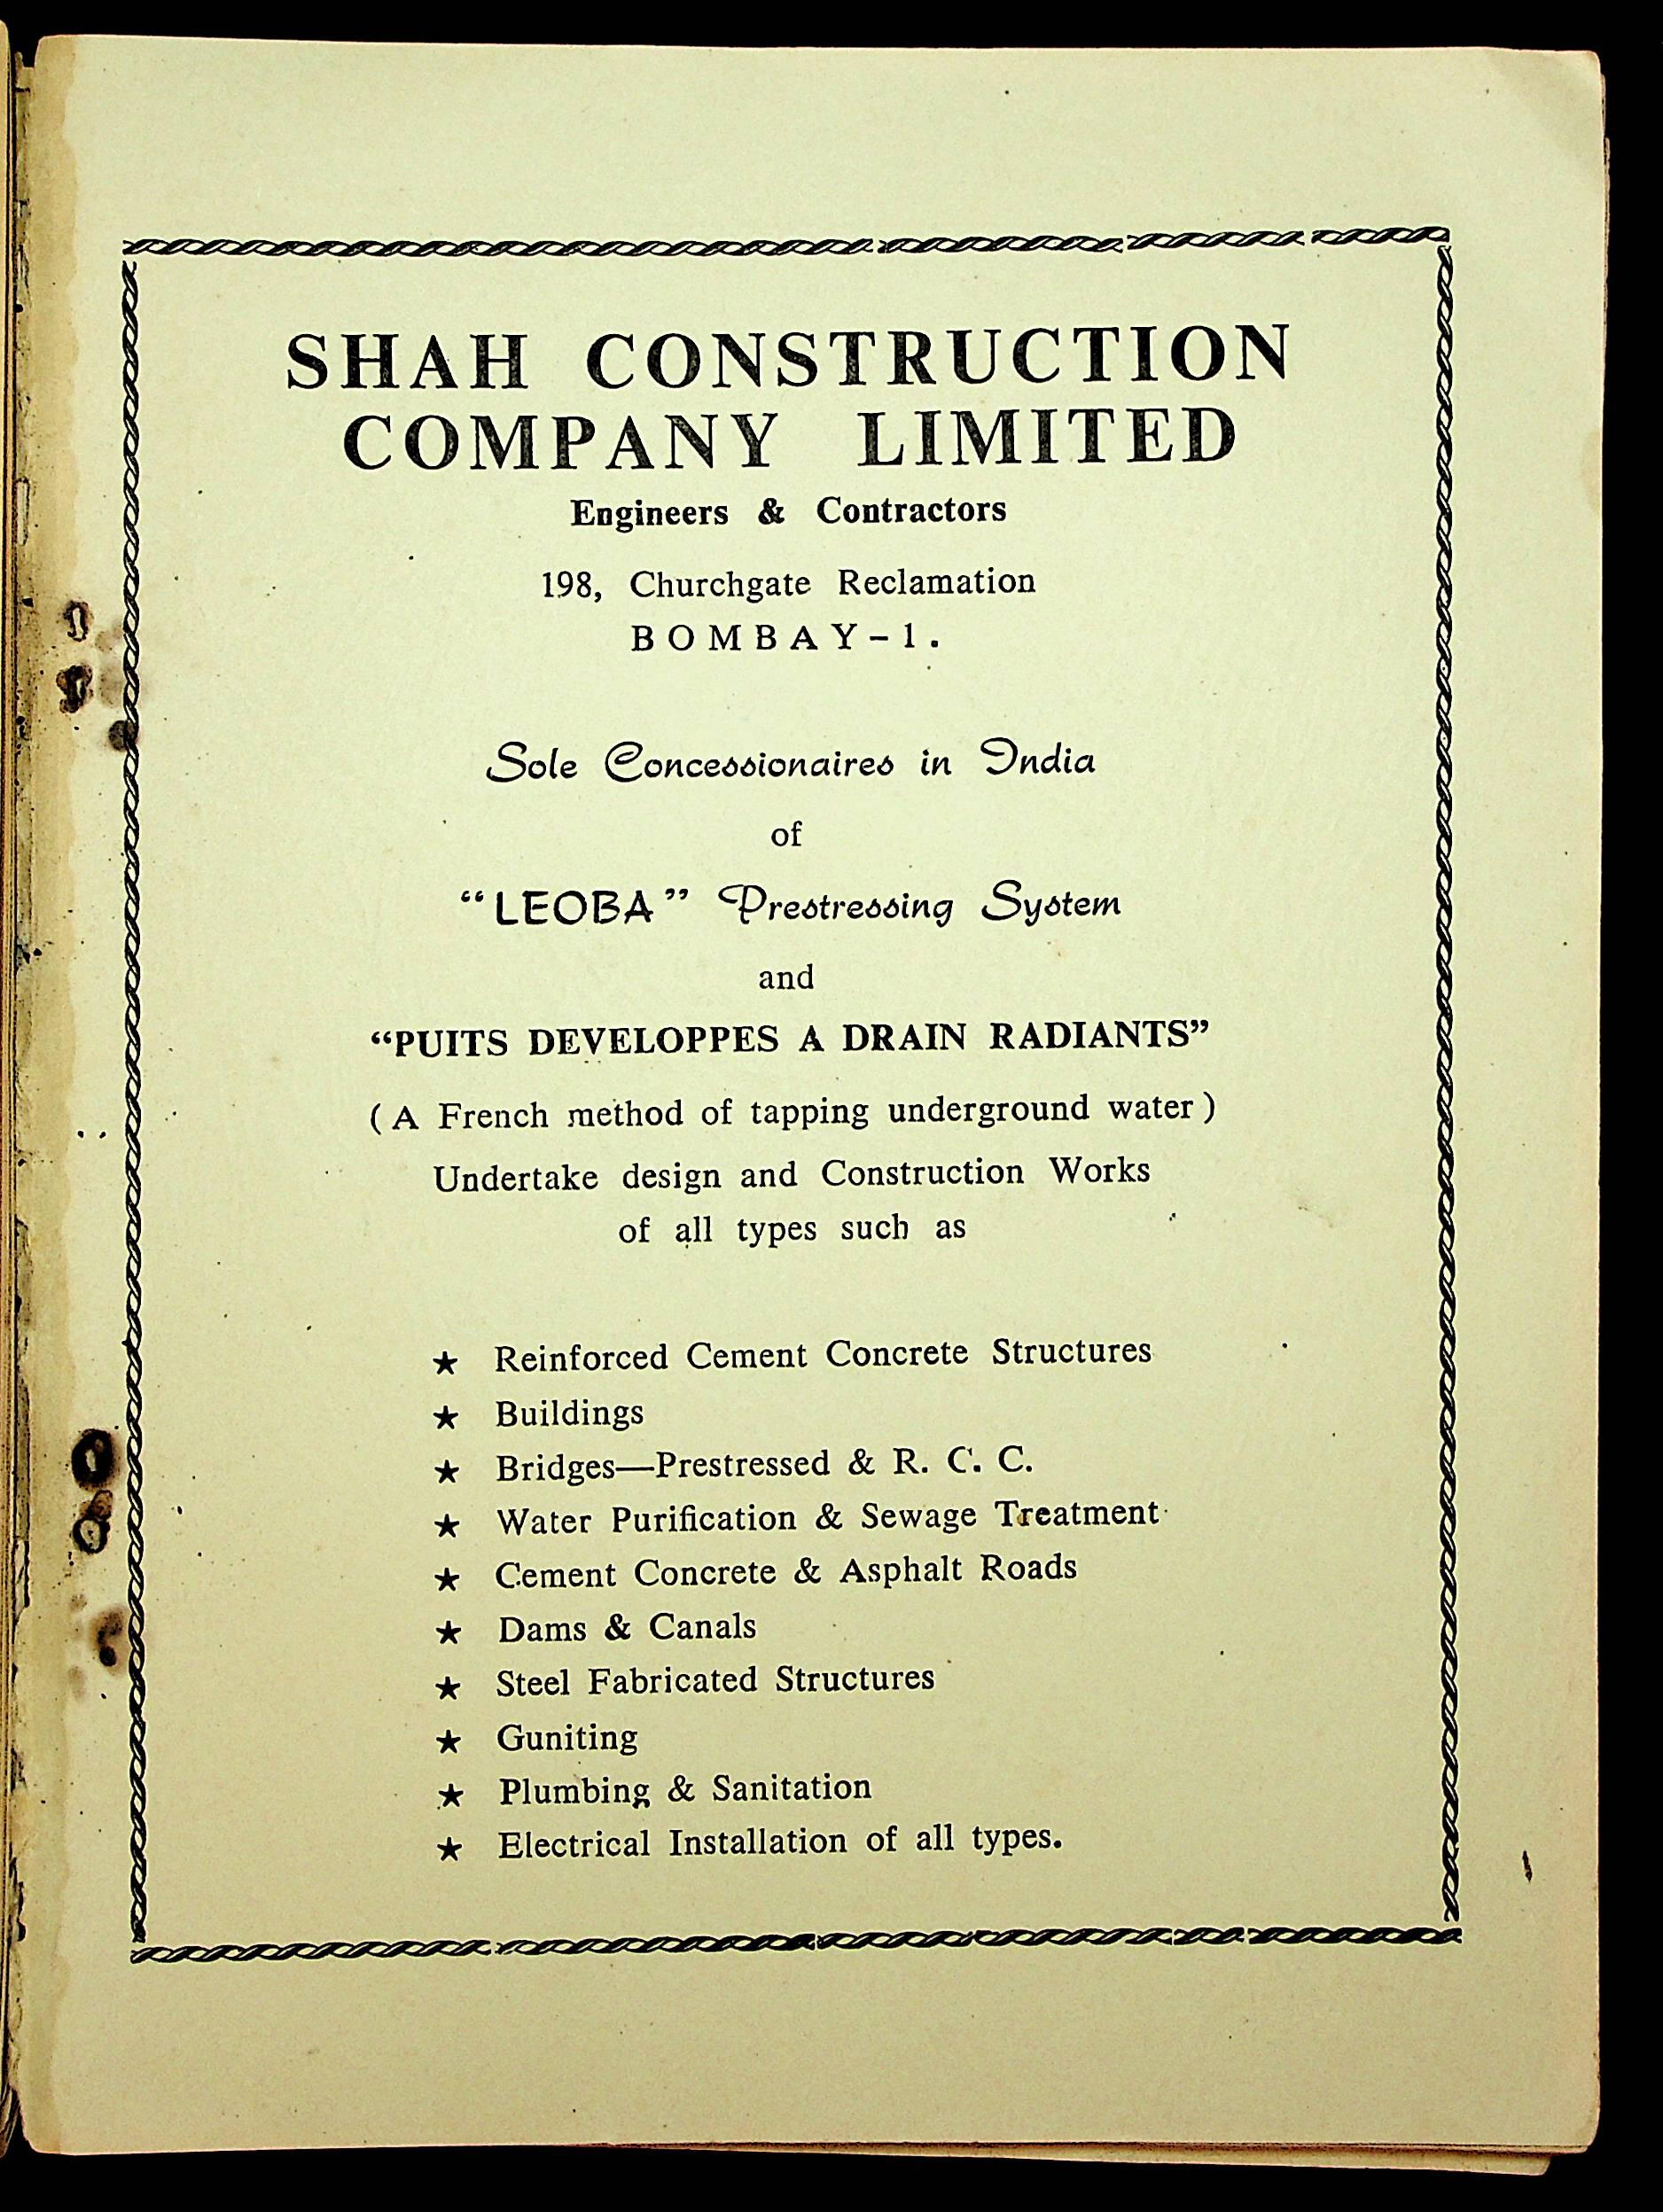 SHAH CONSTRUCTION
COMPANY LIMITED
Engineers & Contractors
198, Churchgate Reclamation
BOMBAY-1.
Sole Concessionaires in India
of
“LEOBA” Prestressing System
and
“PUITS DEVELOPPES A DRAIN RADIANTS”
( A French method of tapping underground water )
Undertake design and Construction Works
of all types such as
★ Reinforced Cement Concrete Structures
★ Buildings
★ Bridges—Prestressed & R. C. C.
★ Water Purification & Sewage Treatment
★ Cement Concrete & Asphalt Roads
★ Dams & Canals
★ Steel Fabricated Structures
★ Guniting
★ Plumbing & Sanitation
★ Electrical Installation of all types.